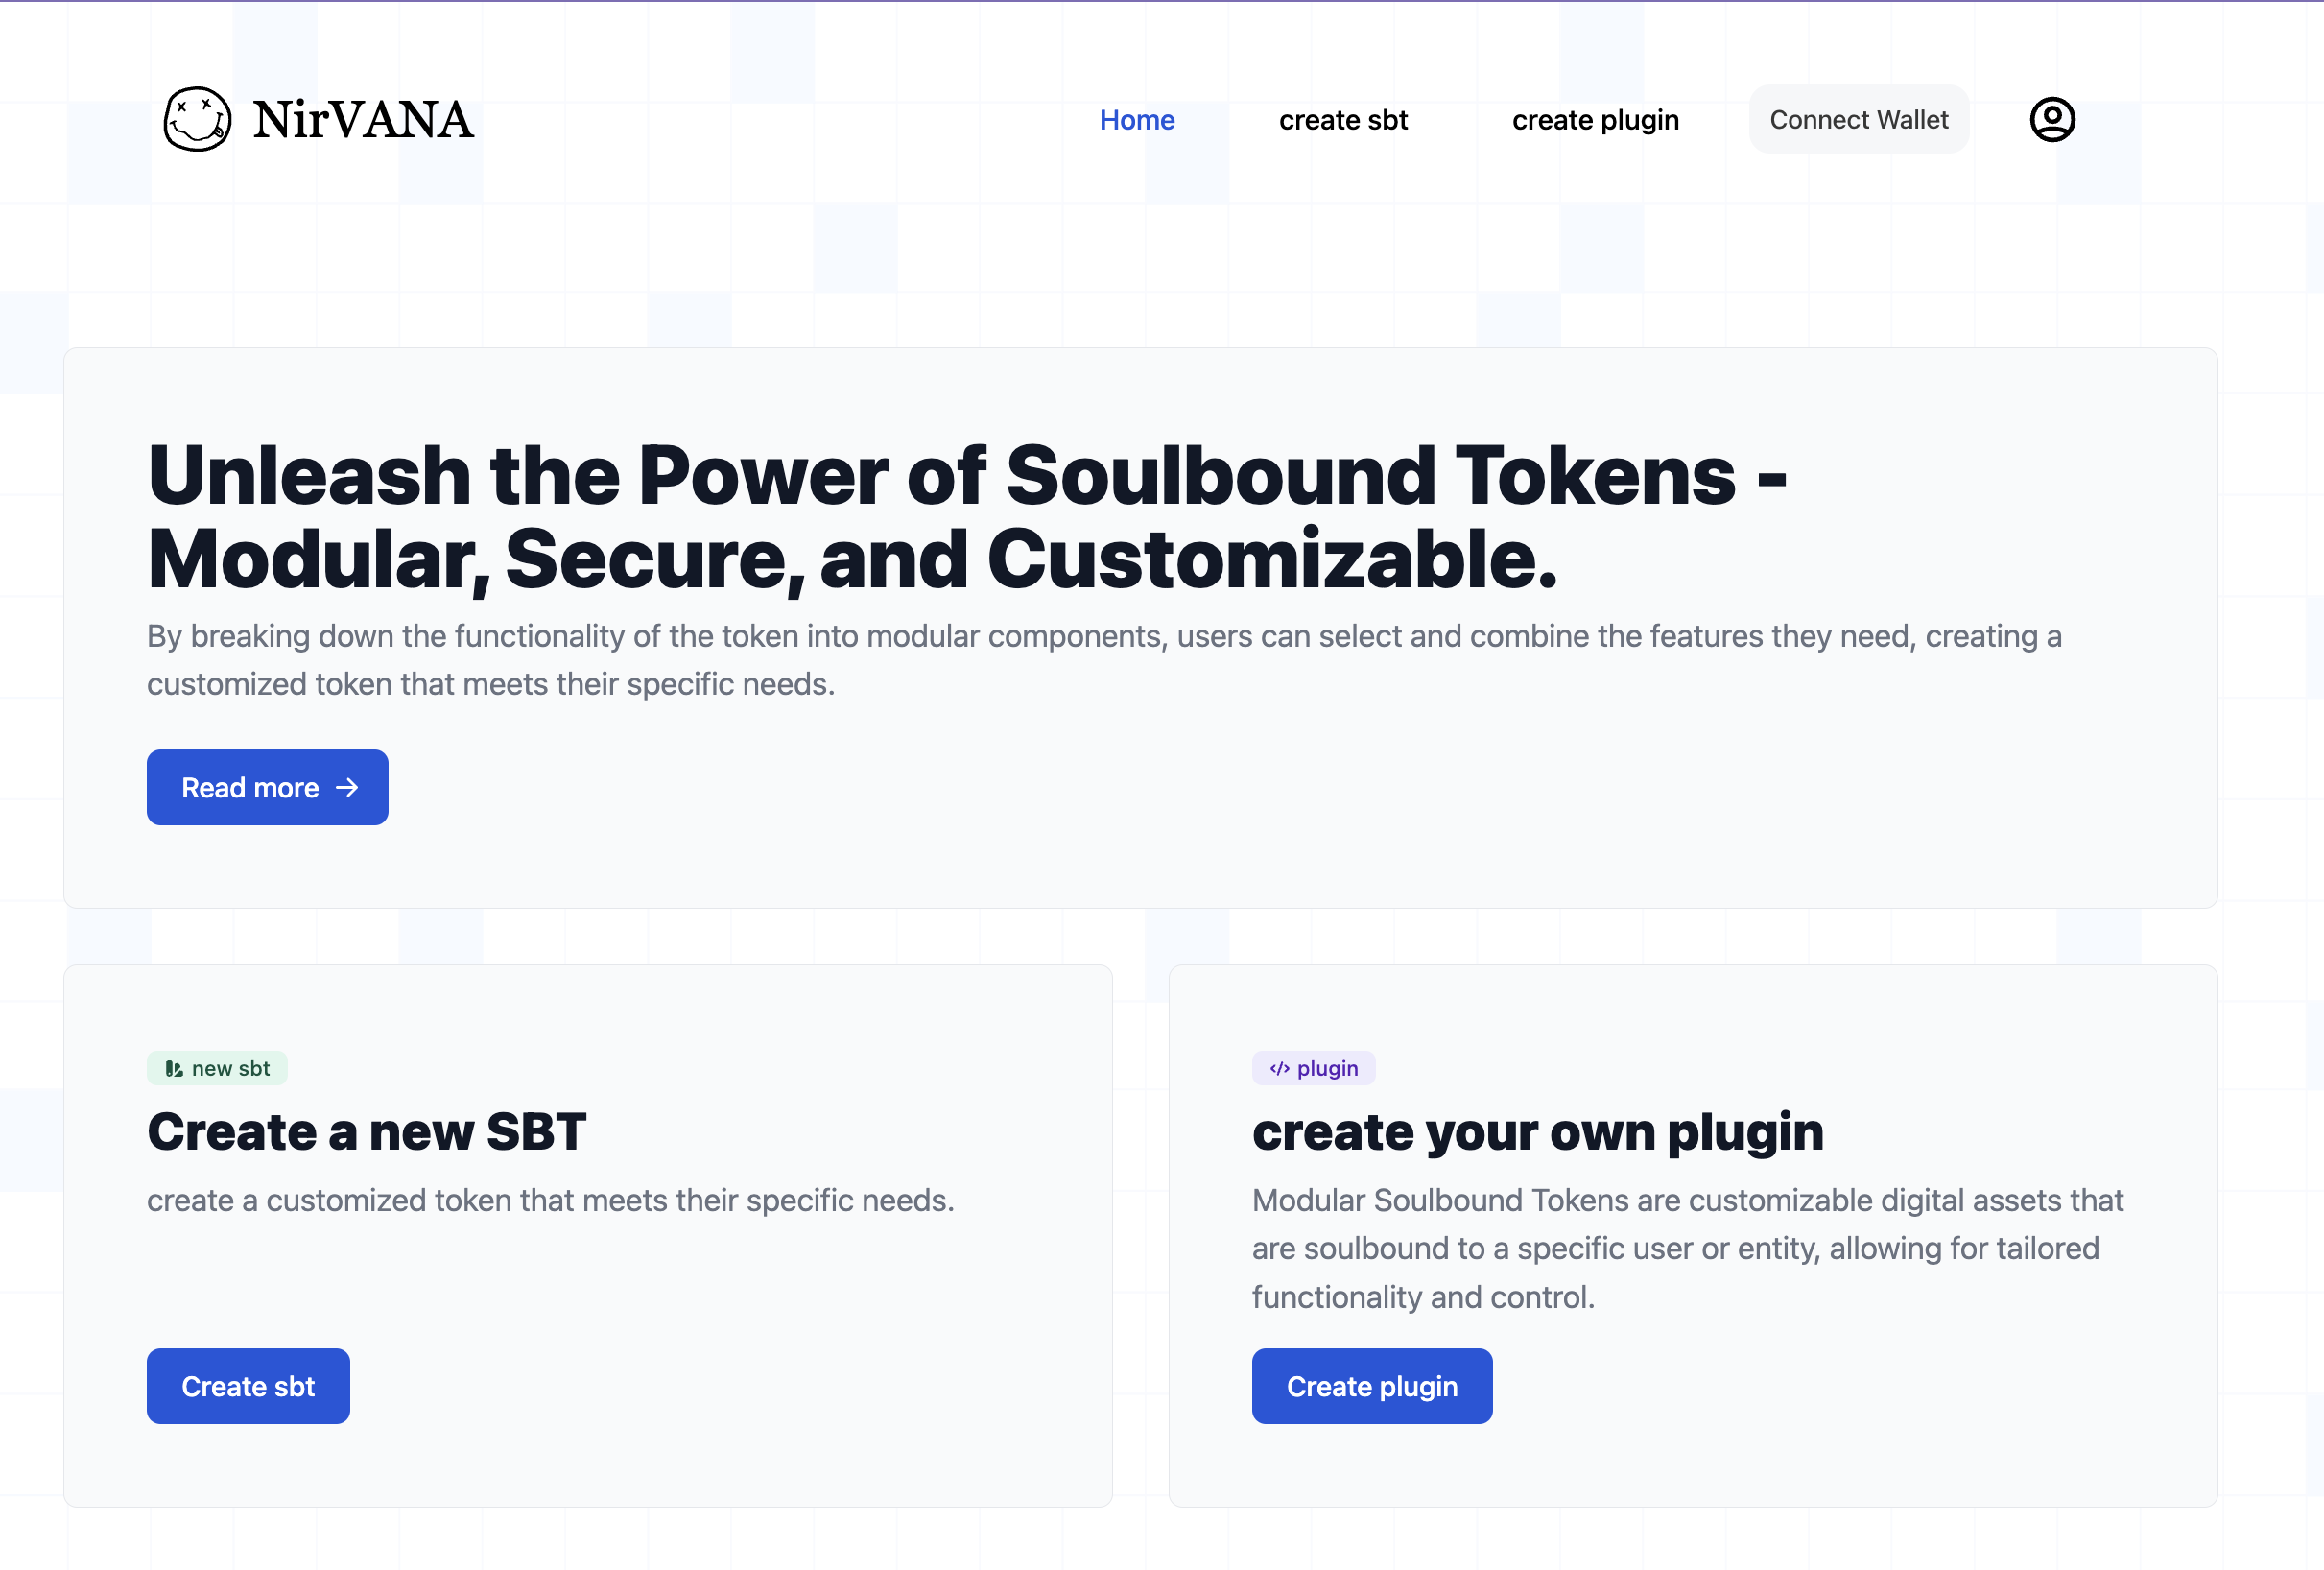 NirVANA
Home
create sbt
create plugin
Connect Wallet
Unleash the Power of Soulbound Tokens -
Modular, Secure, and Customizable.
By breaking down the functionality of the token into modular components, users can select and combine the features they need, creating a
customized token that meets their specific needs.
Read more →
new sbt
Create a new SBT
create a customized token that meets their specific needs.
Create sbt
</> plugin
create your own plugin
Modular Soulbound Tokens are customizable digital assets that
are soulbound to a specific user or entity, allowing for tailored
functionality and control.
Create plugin